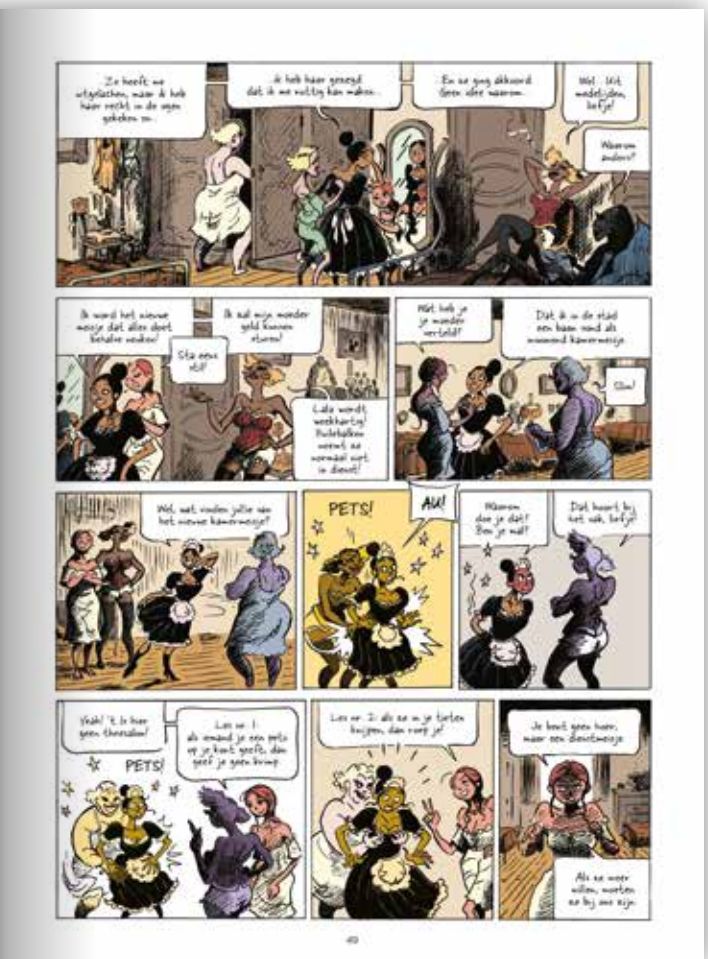 ..Ze heeft me
uitgelachen, maar ik heb
haar recht in de ogen
gekeken en...
...ik heb haar gezegd
dat ik me nuttig kan maken...
En ze ging akkoord
Geen idee waarom...
Wel... Uit
medelijden,
liefje!
Waarom
anders?
Ik word het nieuwe
meisje dat alles doet
behalve neuken!
Sta eens
stil!
Ik zal mijn moeder
geld kunnen
sturen!
Lala wordt
weekhartig!
normaal niet
in dienst!
Wat heb je
je moeder
verteld?
Dat ik in de stad
een baan vond als
inwonend kamermeisje.
Slim!
Wel, wat vinden jullie van
het nieuwe kamermeisje?
PETS!
AU!
Waarom
doe je dat?
Ben je mal?
Dat hoort bij
het vak, liefje!
Yeah! 't Is hier
geen theesalon!
PETS!
Les nr. 1:
als iemand je een pets
op je kont geeft, dan
geef je geen krimp.
Les nr. 2: als ze in je tieten
knijpen, dan roep je!
Je bent geen hoer,
maar een dienstmeisje.
Als ze meer
willen, moeten
ze bij ons zijn.
49